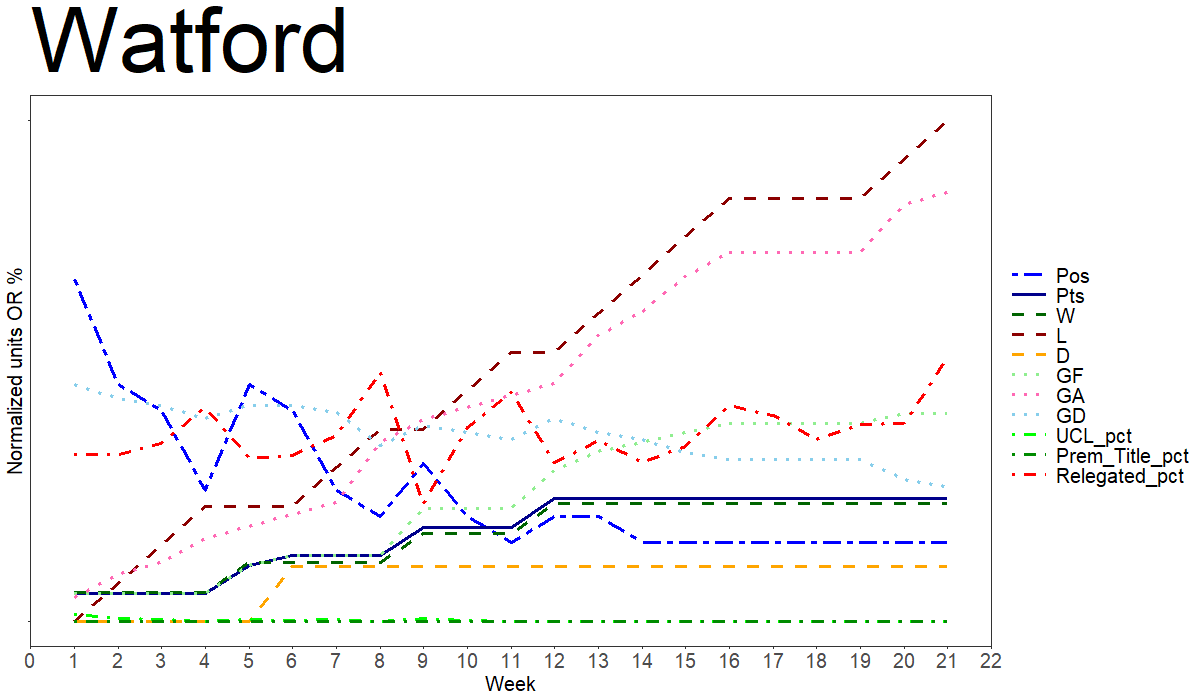 Watford
Normalized units OR %
Pos
Pts
W
L
D
GF
GA
GD
UCL_pct
Prem_Title_pct
Relegated_pct
0 1 2 3 4 5 6 7 8 9 10 11 12 13 14 15 16 17 18 19 20 21 22
Week